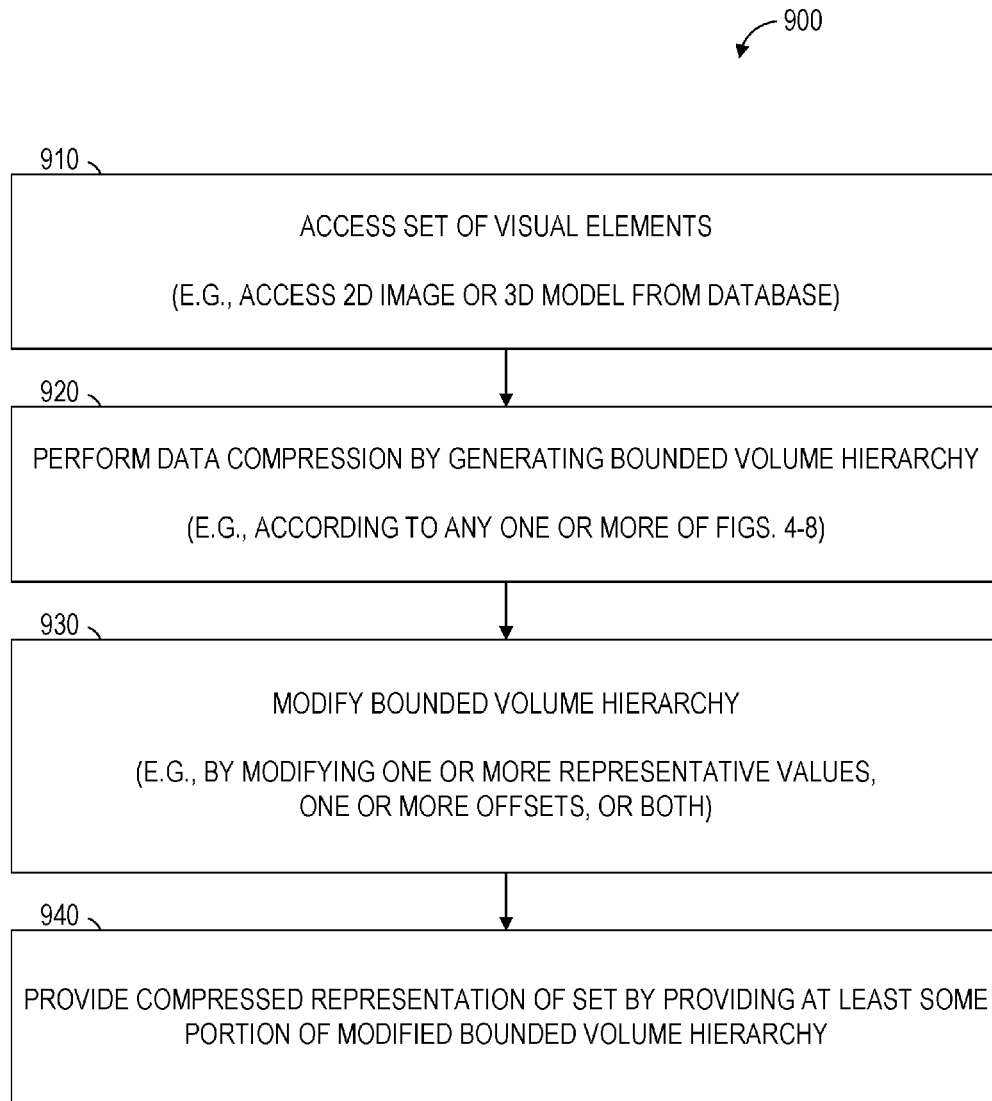 900
910
ACCESS SET OF VISUAL ELEMENTS
(E.G., ACCESS 2D IMAGE OR 3D MODEL FROM DATABASE)
920
PERFORM DATA COMPRESSION BY GENERATING BOUNDED VOLUME HIERARCHY
(E.G., ACCORDING TO ANY ONE OR MORE OF FIGS. 4-8)
930
MODIFY BOUNDED VOLUME HIERARCHY
(E.G., BY MODIFYING ONE OR MORE REPRESENTATIVE VALUES,
ONE OR MORE OFFSETS, OR BOTH)
940
PROVIDE COMPRESSED REPRESENTATION OF SET BY PROVIDING AT LEAST SOME
PORTION OF MODIFIED BOUNDED VOLUME HIERARCHY